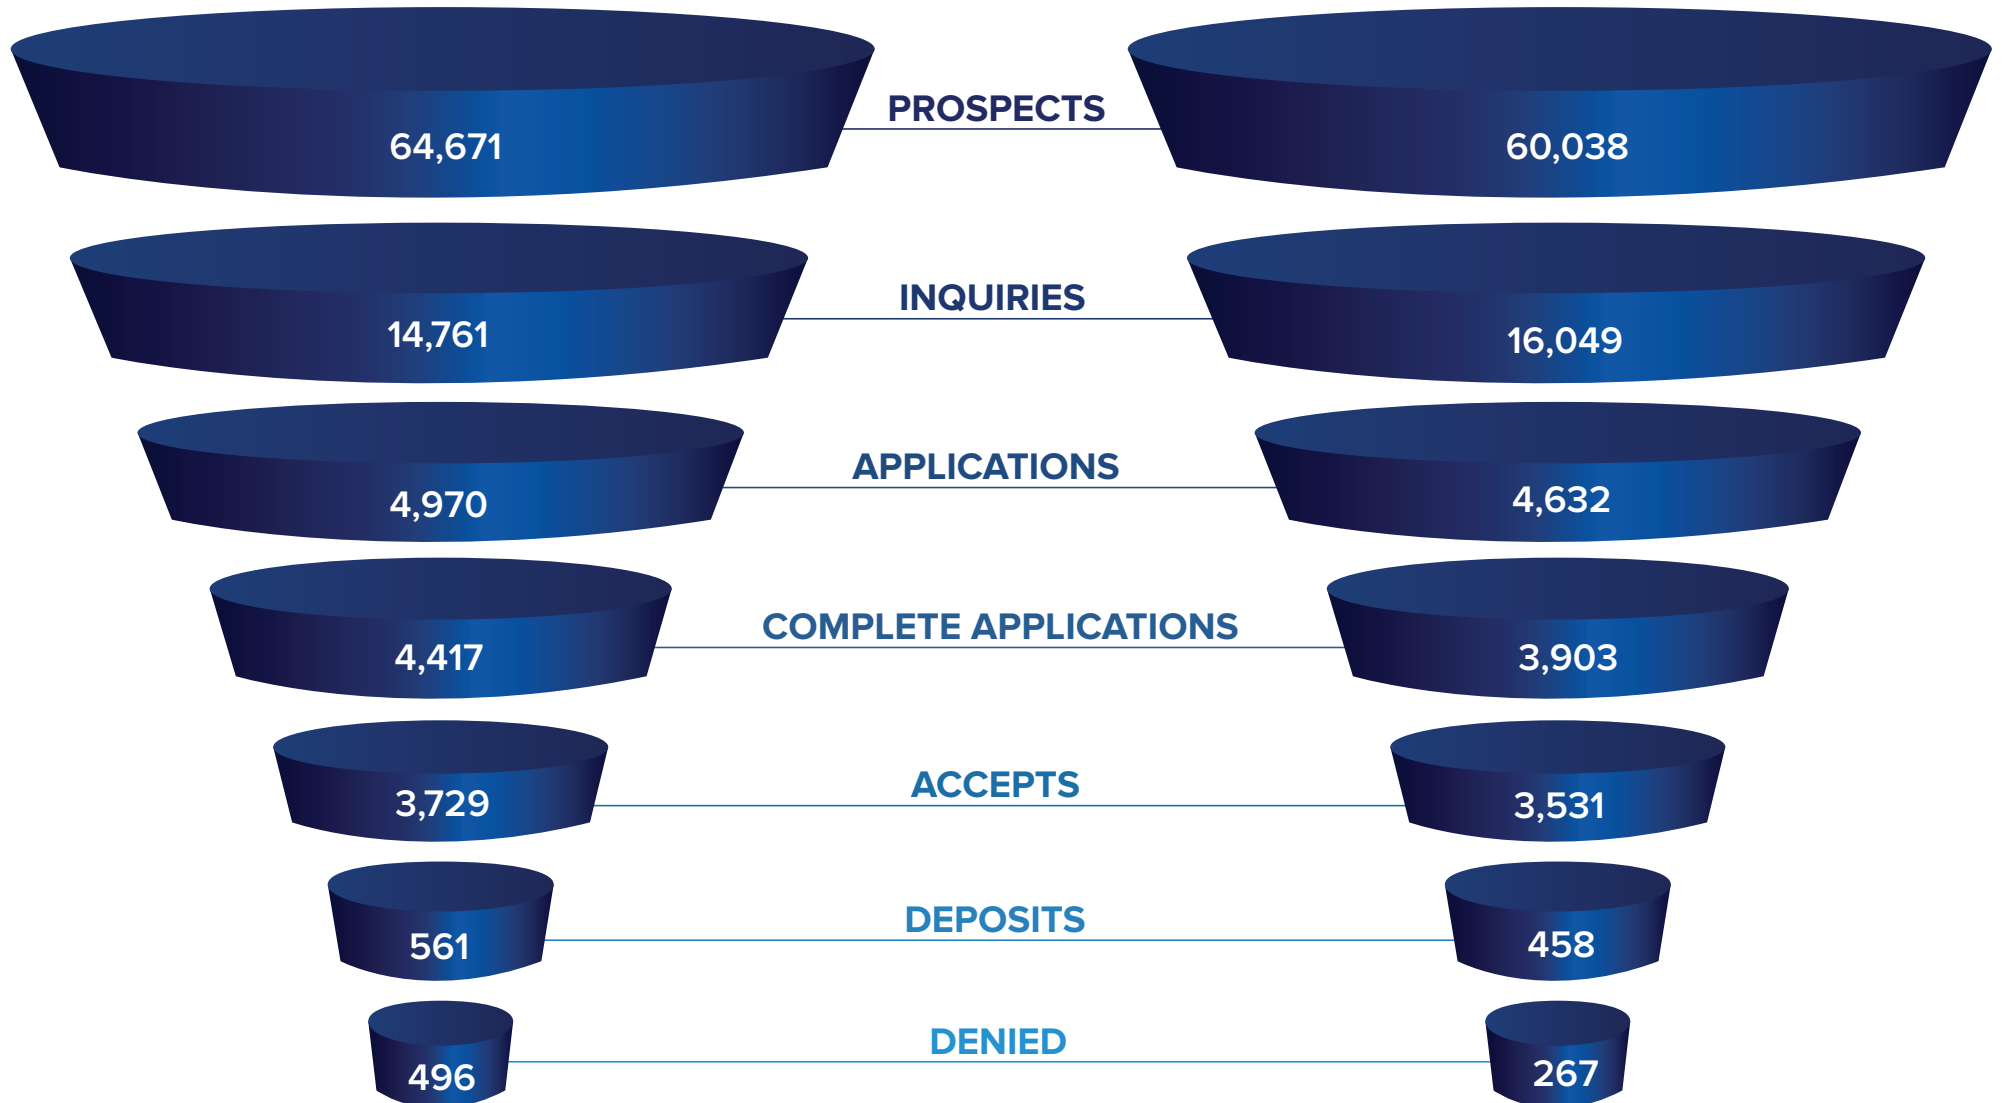 PROSPECTS
64,671
60,038
INQUIRIES
14,761
16,049
APPLICATIONS
4,970
4,632
COMPLETE APPLICATIONS
4,417
3,903
ACCEPTS
3,729
3,531
DEPOSITS
561
458
DENIED
496
267